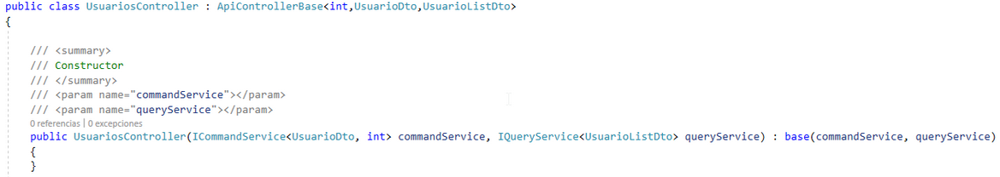 public class UsuariosController : ApiControllerBase<int,UsuarioDto,UsuarioListDto>
{
/// <summary>
/// Constructor
/// </summary>
/// <param name="commandService"></param>
/// <param name="queryService"></param>
0 referencias | 0 excepciones
public UsuariosController(ICommandService<UsuarioDto, int> commandService, IQueryService<UsuarioListDto> queryService) : base(commandService, queryService)
{
}